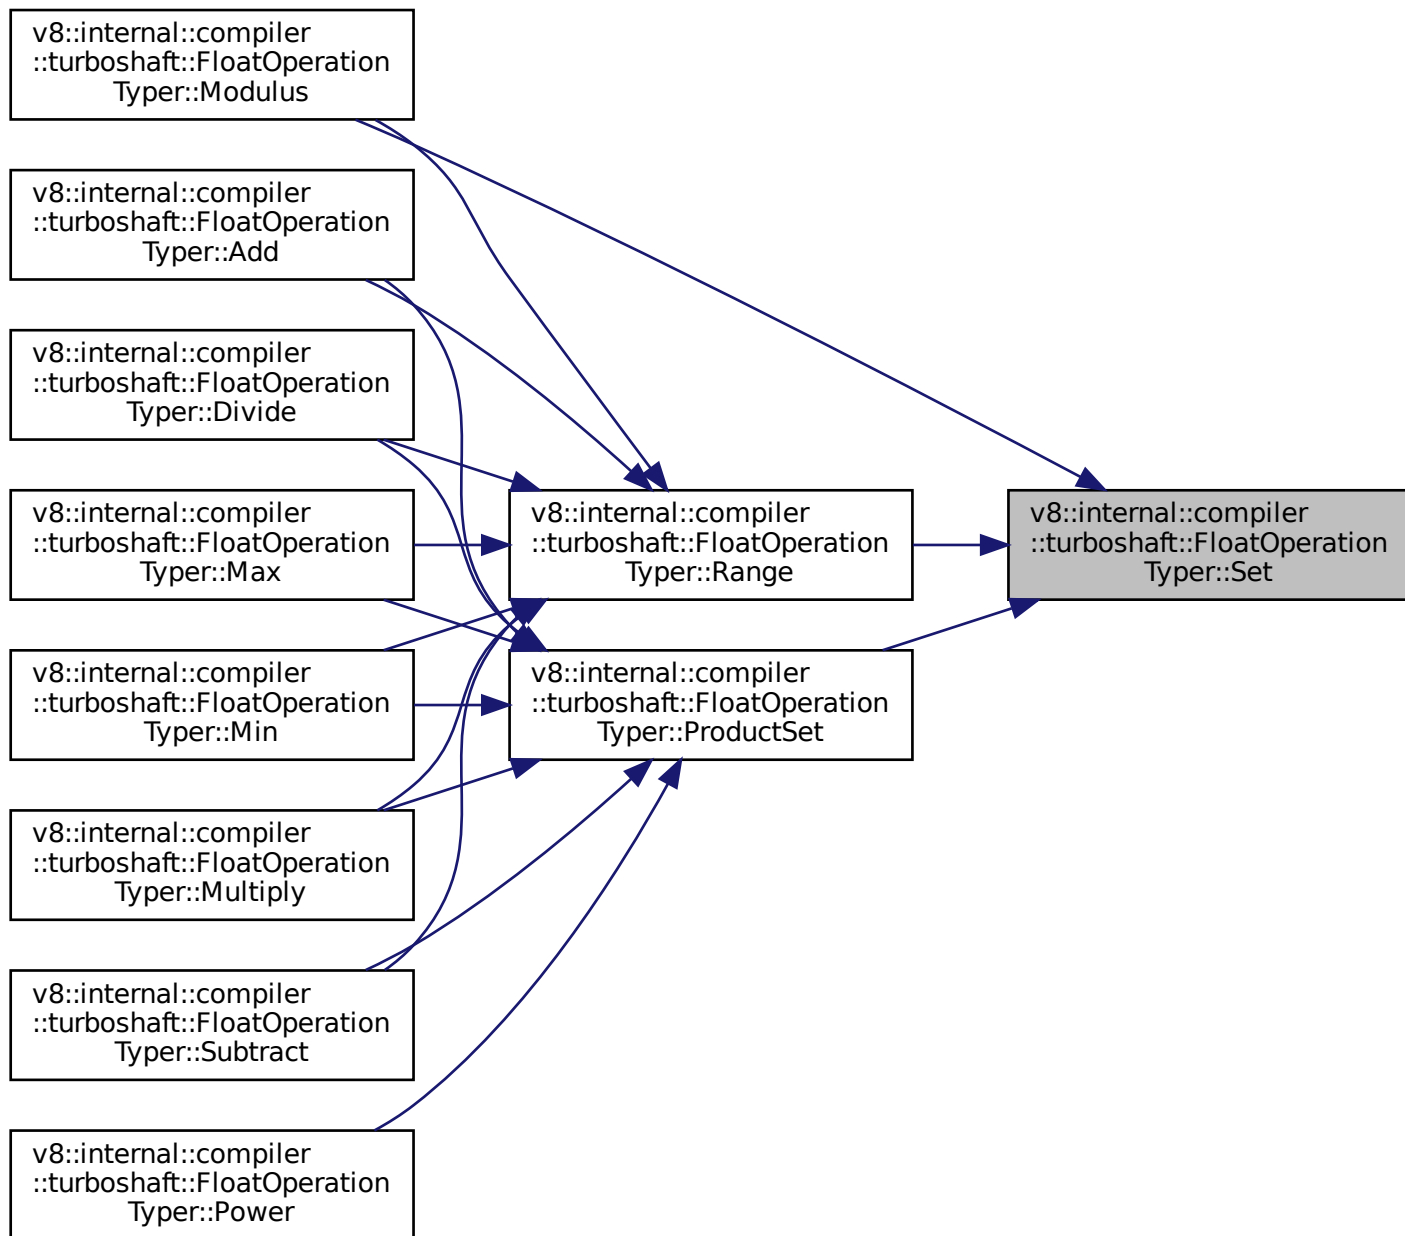 v8::internal::compiler
::turboshaft::FloatOperation
Typer::Modulus
v8::internal::compiler
::turboshaft::FloatOperation
Typer::Add
v8::internal::compiler
::turboshaft::FloatOperation
Typer::Divide
v8::internal::compiler
::turboshaft::FloatOperation
Typer::Max
v8::internal::compiler
::turboshaft::FloatOperation
Typer::Min
v8::internal::compiler
::turboshaft::FloatOperation
Typer::Multiply
v8::internal::compiler
::turboshaft::FloatOperation
Typer::Subtract
v8::internal::compiler
::turboshaft::FloatOperation
Typer::Power
v8::internal::compiler
::turboshaft::FloatOperation
Typer::Range
v8::internal::compiler
::turboshaft::FloatOperation
Typer::ProductSet
v8::internal::compiler
::turboshaft::FloatOperation
Typer::Set